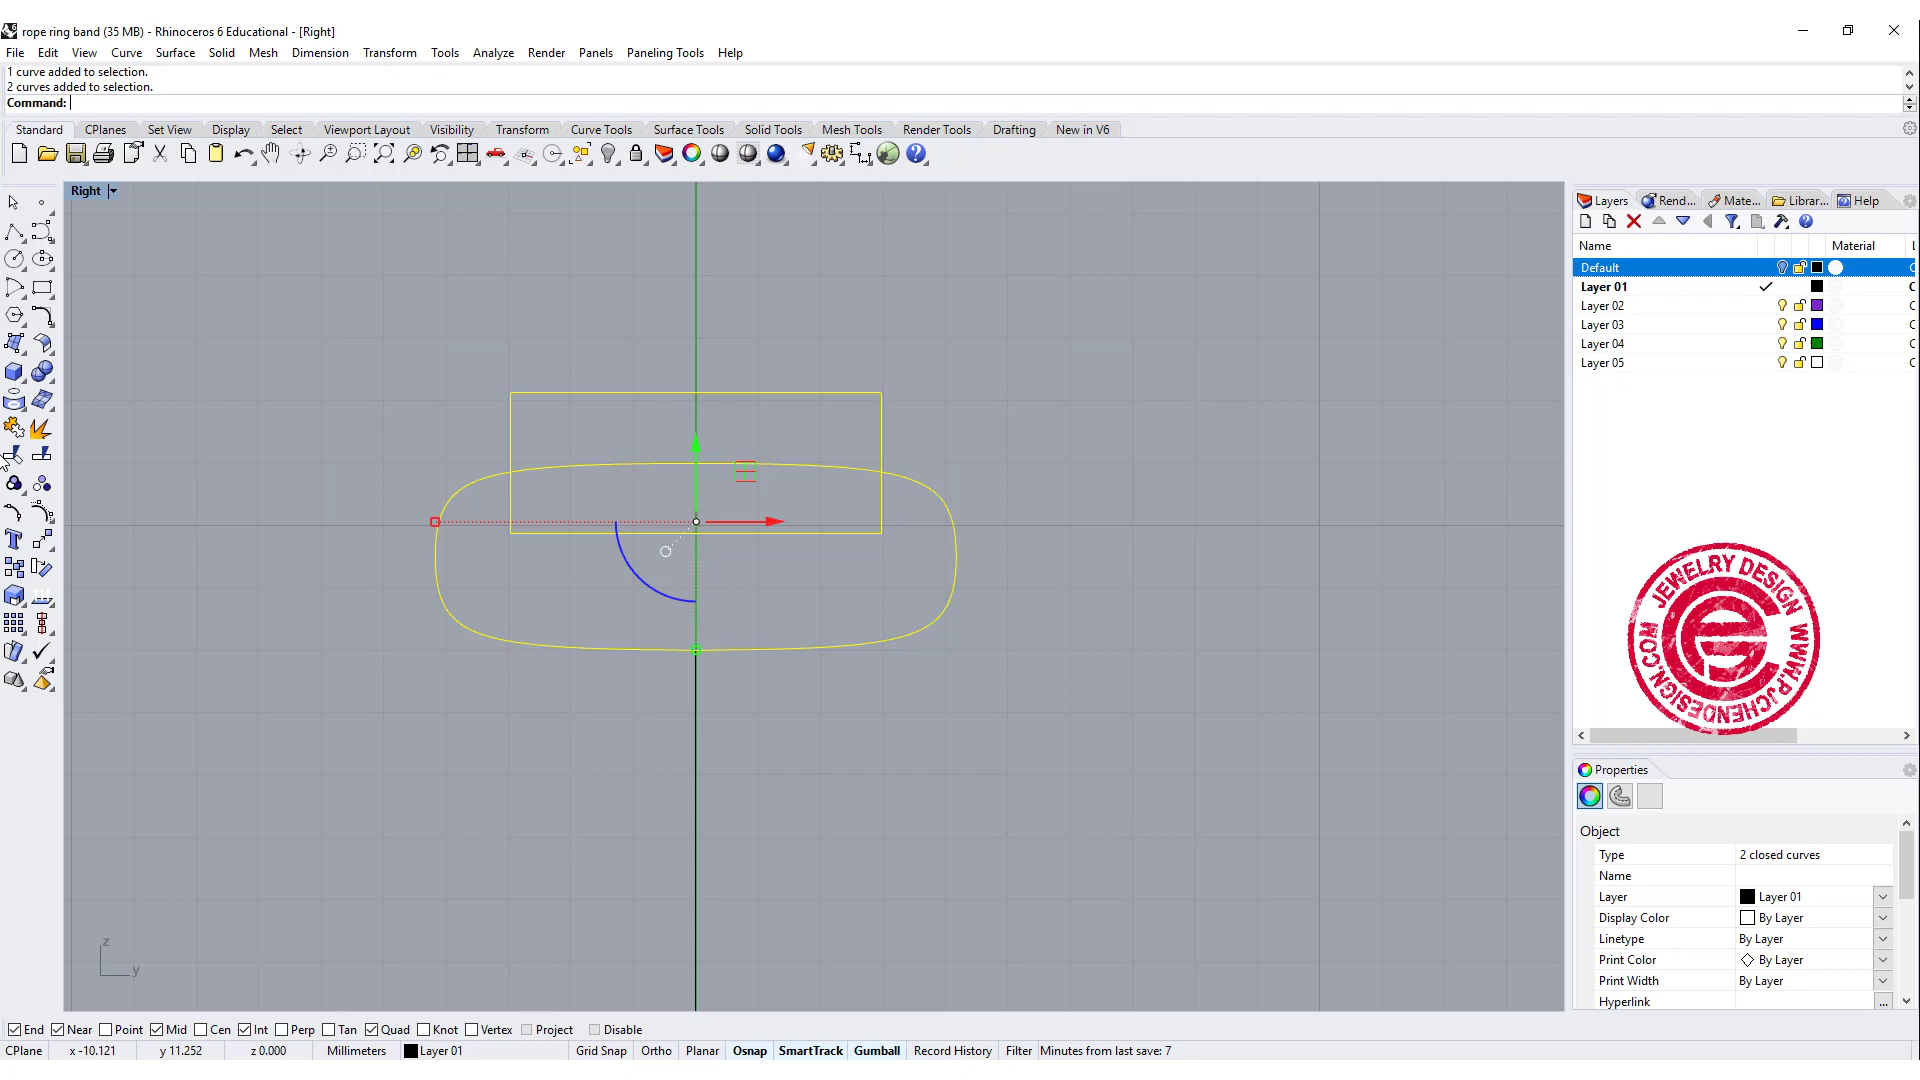 rope ring band (35 MB) - Rhinoceros 6 Educational - [Right]
File Edit View Curve Surface Solid Mesh Dimension Transform Tools Analyze Render Panels Paneling Tools Help
1 curve added to selection.
2 curves added to selection.
Command:
Standard CPlanes Set View Display Select Viewport Layout Visibility Transform Curve Tools Surface Tools Solid Tools Mesh Tools Render Tools Drafting New in V6
Right
Layers Rend... Mate... Librar... Help
Name Material
Default
Layer 01
Layer 02
Layer 03
Layer 04
Layer 05
JEWELRY DESIGN WWW.PJCHENDESIGN.COM
Properties
Object
Type 2 closed curves
Name
Layer Layer 01
Display Color By Layer
Linetype By Layer
Print Color By Layer
Print Width By Layer
Hyperlink ...
z
y
End Near Point Mid Cen Int Perp Tan Quad Knot Vertex Project Disable
CPlane x -10.121 y 11.252 z 0.000 Millimeters Layer 01 Grid Snap Ortho Planar Osnap SmartTrack Gumball Record History Filter Minutes from last save: 7